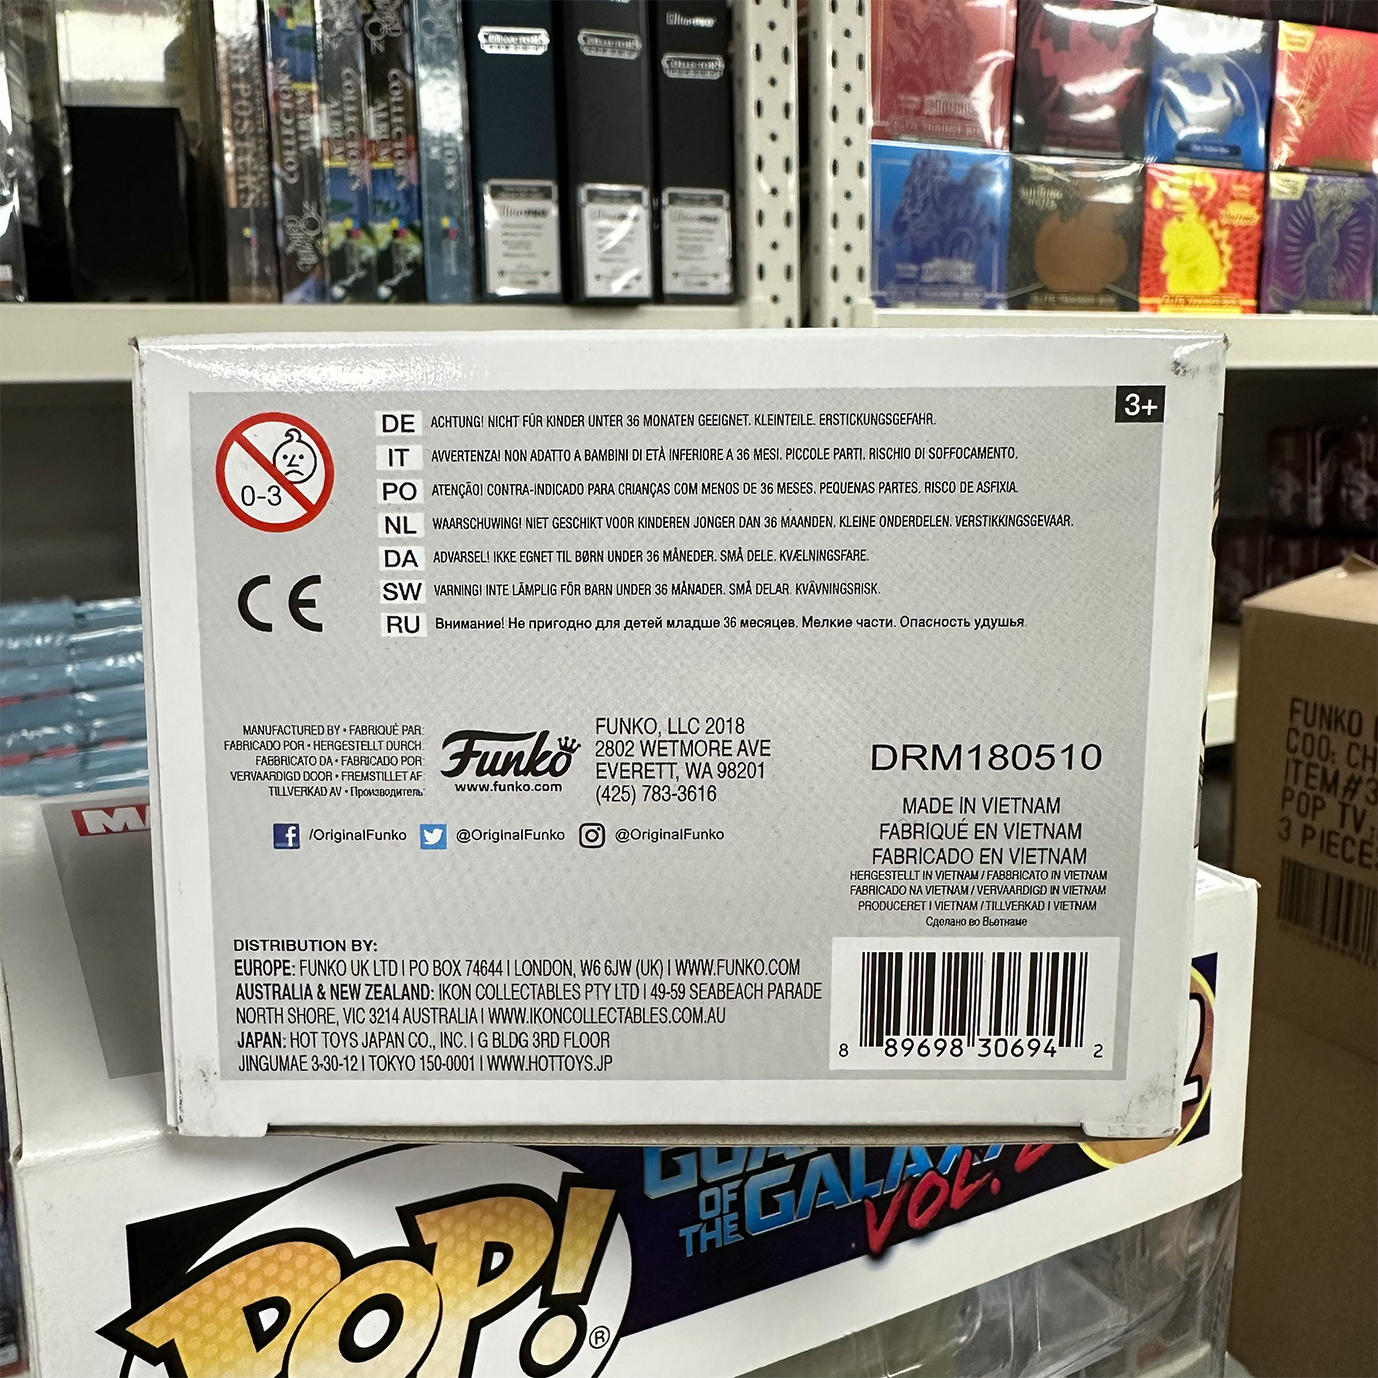 COLLECTOR'S
COLLECTOR'S
3+
0-3
DE ACHTUNG! NICHT FÜR KINDER UNTER 36 MONATEN GEEIGNET. KLEINTEILE. ERSTICKUNGSGEFAHR.
IT AVVERTENZA! NON ADATTO A BAMBINI DI ETÀ INFERIORE A 36 MESI. PICCOLE PARTI. RISCHIO DI SOFFOCAMENTO.
PO ATENÇÃO! CONTRA-INDICADO PARA CRIANÇAS COM MENOS DE 36 MESES. PEQUENAS PARTES. RISCO DE ASFIXIA.
NL WAARSCHUWING! NIET GESCHIKT VOOR KINDEREN JONGER DAN 36 MAANDEN. KLEINE ONDERDELEN. VERSTIKKINGSGEVAAR.
DA ADVARSEL! IKKE EGNET TIL BØRN UNDER 36 MÅNEDER. SMÅ DELE. KVÆLNINGSFARE.
SW VARNING! INTE LÄMPLIG FÖR BARN UNDER 36 MÅNADER. SMÅ DELAR. KVÄVNINGSRISK.
RU Внимание! Не пригодно для детей младше 36 месяцев. Мелкие части. Опасность удушья.
CE
MANUFACTURED BY • FABRIQUÉ PAR:
FABRICADO POR • HERGESTELLT DURCH:
FABBRICATO DA • FABRICADO POR:
VERVAARDIGD DOOR • FREMSTILLET AF:
TILLVERKAD AV • Производитель:
Funko
www.funko.com
FUNKO, LLC 2018
2802 WETMORE AVE
EVERETT, WA 98201
(425) 783-3616
/OriginalFunko @OriginalFunko @OriginalFunko
DRM180510
MADE IN VIETNAM
FABRIQUÉ EN VIETNAM
FABRICADO EN VIETNAM
HERGESTELLT IN VIETNAM / FABBRICATO IN VIETNAM
FABRICADO NA VIETNAM / VERVAARDIGD IN VIETNAM
PRODUCERET I VIETNAM / TILLVERKAD I VIETNAM
Сделано во Вьетнаме
DISTRIBUTION BY:
EUROPE: FUNKO UK LTD | PO BOX 74644 | LONDON, W6 6JW (UK) | WWW.FUNKO.COM
AUSTRALIA & NEW ZEALAND: IKON COLLECTABLES PTY LTD | 49-59 SEABEACH PARADE
NORTH SHORE, VIC 3214 AUSTRALIA | WWW.IKONCOLLECTABLES.COM.AU
JAPAN: HOT TOYS JAPAN CO., INC. | G BLDG 3RD FLOOR
JINGUMAE 3-30-12 | TOKYO 150-0001 | WWW.HOTTOYS.JP
8 89698 30694 2
FUNKO
COO: CH
ITEM#3
POP TV,
3 PIECES
POP!®
OF
THE GALAXY
VOL. 2